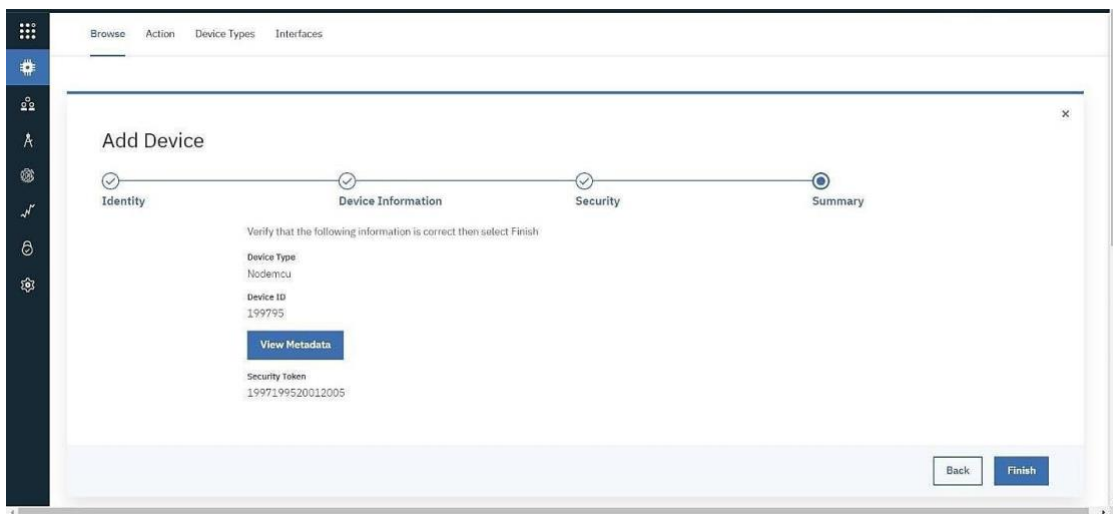 Browse Action Device Types Interfaces
Add Device
Identity Device Information Security Summary
Verify that the following information is correct then select Finish
Device Type
Nodemcu
Device ID
199795
View Metadata
Security Token
1997199520012005
Back Finish